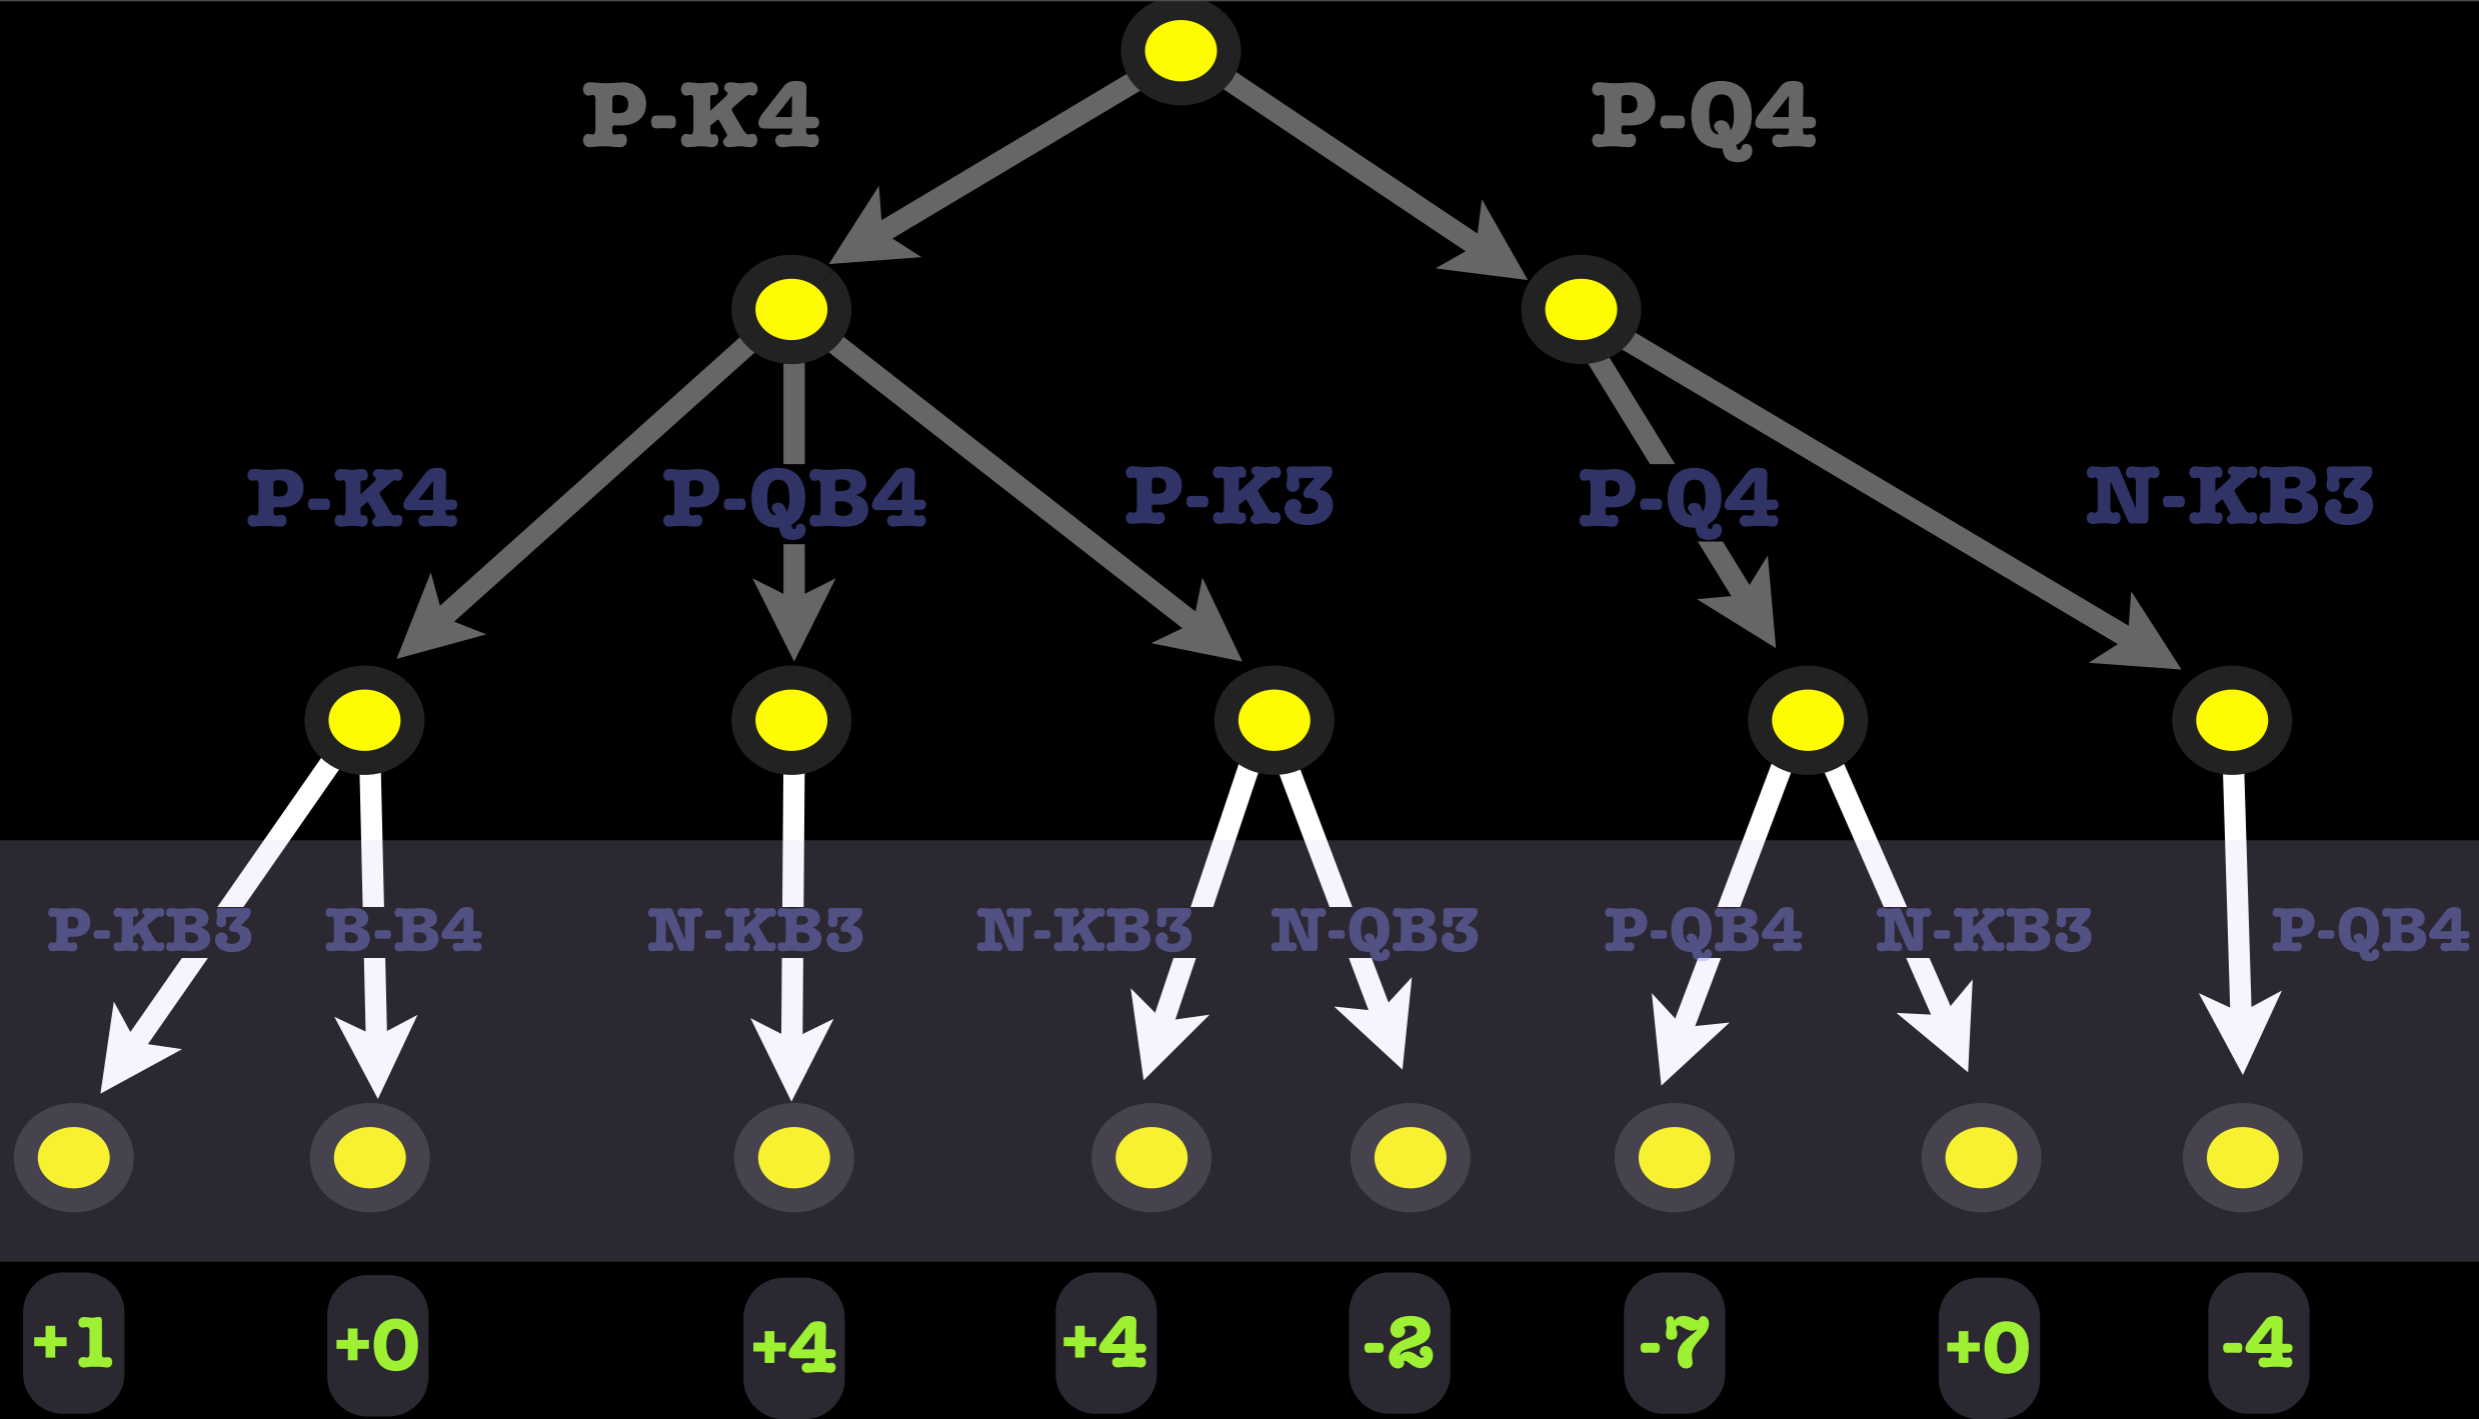 P-K4 P-Q4
P-K4 P-QB4 P-K3 P-Q4 N-KB3
P-KB3 B-B4 N-KB3 N-KB3 N-QB3 P-QB4 N-KB3 P-QB4
+1 +0 +4 +4 -2 -7 +0 -4